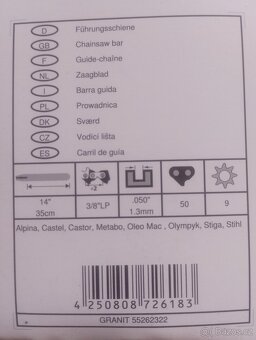 D Führungsschiene
GB Chainsaw bar
F Guide-chaîne
NL Zaagblad
I Barra guida
PL Prowadnica
DK Sværd
CZ Vodicí lišta
ES Carril de guía
14" 35cm 3/8"LP .050" 1.3mm 50 9
Alpina, Castel, Castor, Metabo, Oleo Mac , Olympyk, Stiga, Stihl
4 250808 726183
GRANIT 55262322